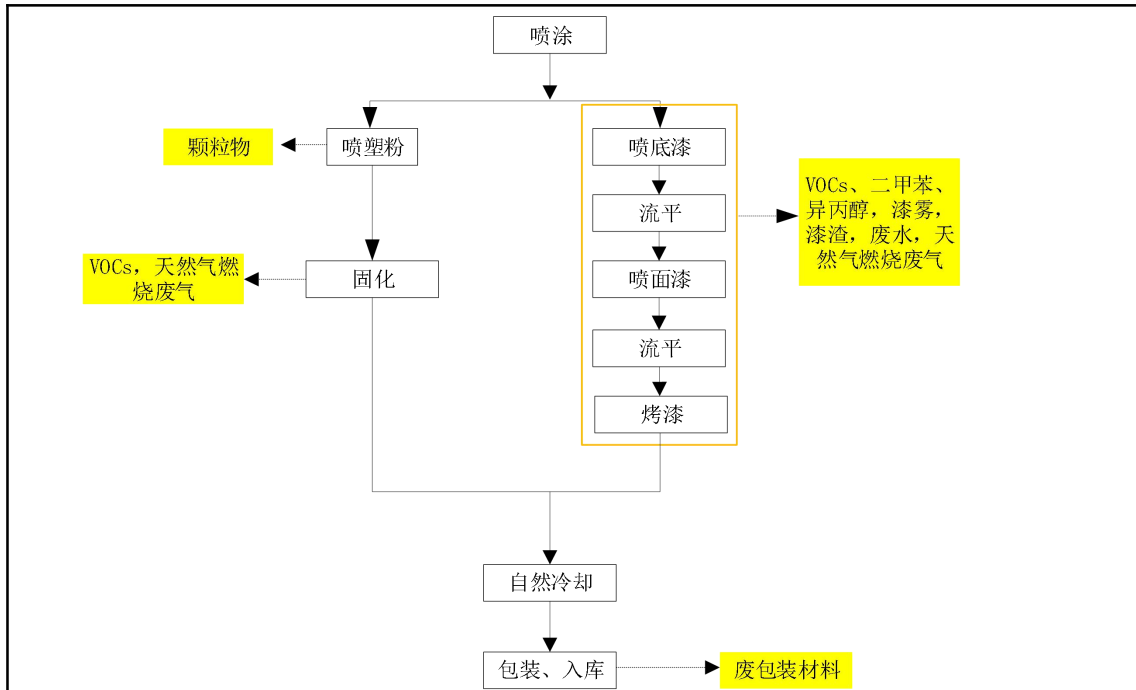 喷涂
颗粒物
喷塑粉
VOCs，天然气燃
烧废气
固化
喷底漆
流平
喷面漆
流平
烤漆
VOCs、二甲苯、
异丙醇，漆雾，
漆渣，废水，天
然气燃烧废气
自然冷却
包装、入库
废包装材料